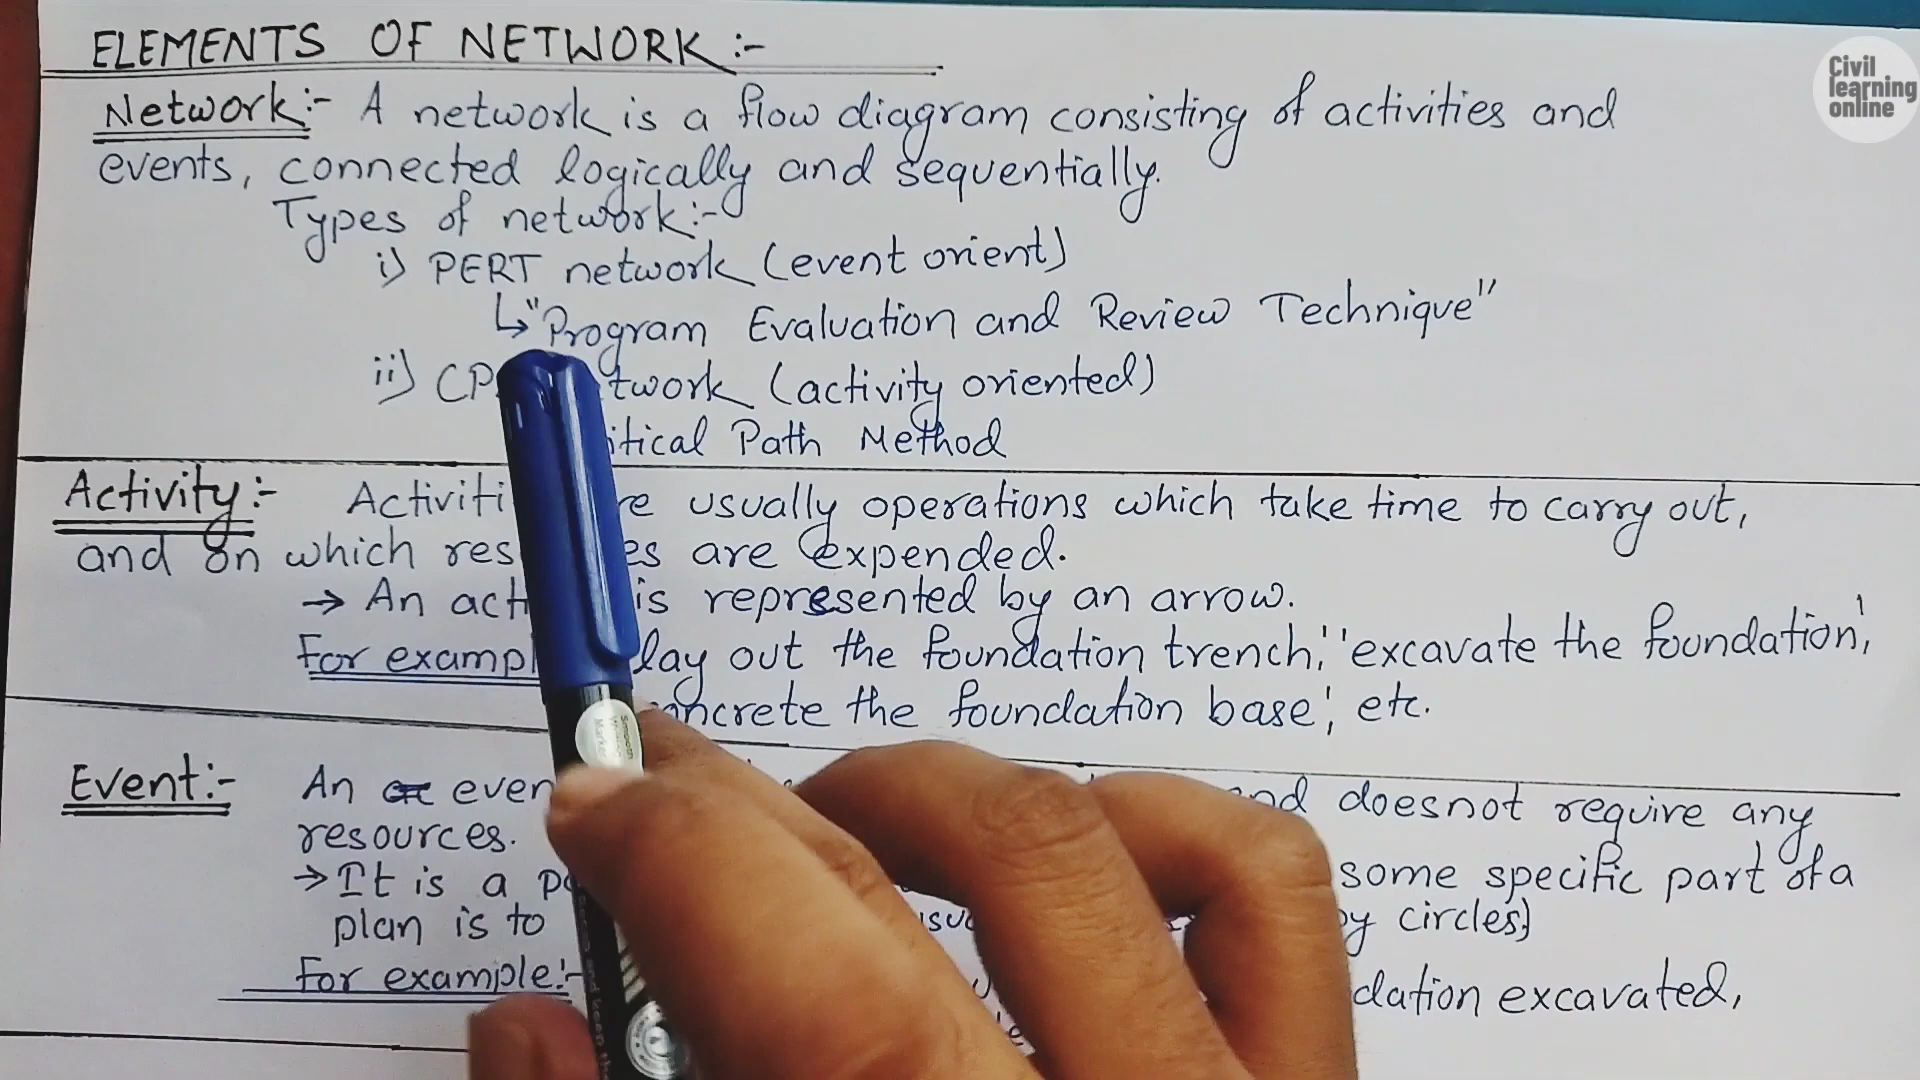 ELEMENTS OF NETWORK :-
Civil
learning
online
Network:- A network is a flow diagram consisting of activities and
events, connected logically and sequentially.
Types of network:-
i) PERT network (event orient)
↳ "Program Evaluation and Review Technique"
ii) twork (activity oriented)
itical Path Method
Activity:- Activiti re usually operations which take time to carry out,
and on which res es are expended.
→ An act is represented by an arrow.
For exampl lay out the foundation trench,' 'excavate the foundation',
ncrete the foundation base', etc.
Event:- An even nd doesnot require any
resources.
→ It is a p some specific part of a
plan is to by circles}
For example:- dation excavated,